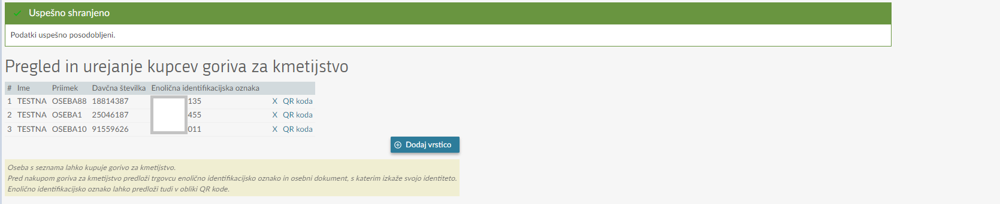 Uspešno shranjeno
Podatki uspešno posodobljeni.
Pregled in urejanje kupcev goriva za kmetijstvo
# Ime Priimek Davčna številka Enolična identifikacijska oznaka
1 TESTNA OSEBA88 18814387 135 X QR koda
2 TESTNA OSEBA1 25046187 455 X QR koda
3 TESTNA OSEBA10 91559626 011 X QR koda
Dodaj vrstico
Oseba s seznama lahko kupuje gorivo za kmetijstvo.
Pred nakupom goriva za kmetijstvo predloži trgovcu enolično identifikacijsko oznako in osebni dokument, s katerim izkaže svojo identiteto.
Enolično identifikacijsko oznako lahko predloži tudi v obliki QR kode.